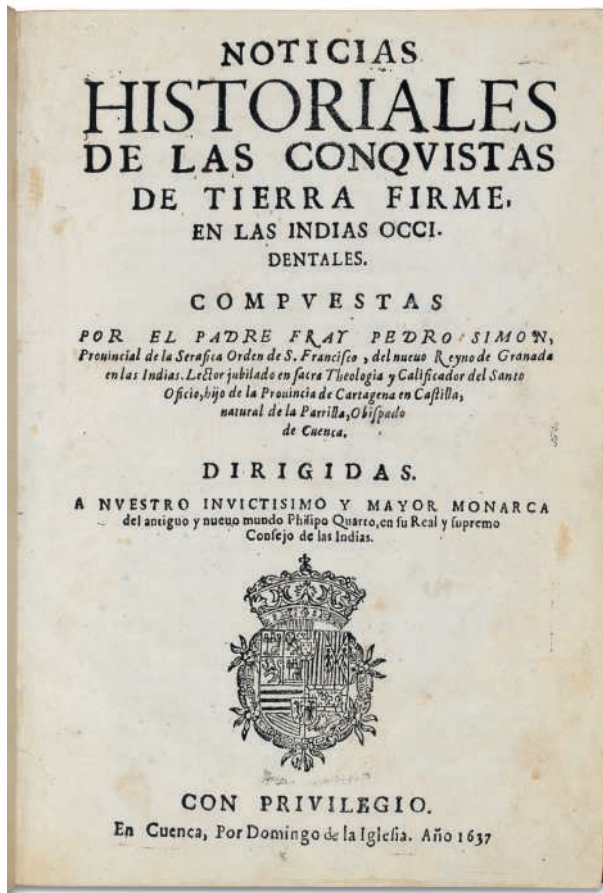 NOTICIAS
HISTORIALES
DE LAS CONQVISTAS
DE TIERRA FIRME,
EN LAS INDIAS OCCI-
DENTALES.
COMPVESTAS
POR EL PADRE FRAY PEDRO SIMON,
Prouincial de la Serafica Orden de S. Francisco, del nueuo Reyno de Granada
en las Indias. Lector jubilado en sacra Theologia y Calificador del Santo
Oficio, hijo de la Prouincia de Cartagena en Castilla,
natural de la Parrilla, Obispado
de Cuenca.
DIRIGIDAS.
A NVESTRO INVICTISIMO Y MAYOR MONARCA
del antiguo y nueuo mundo Philipo Quarto, en su Real y supremo
Consejo de las Indias.
CON PRIVILEGIO.
En Cuenca, Por Domingo de la Iglesia. Año 1637